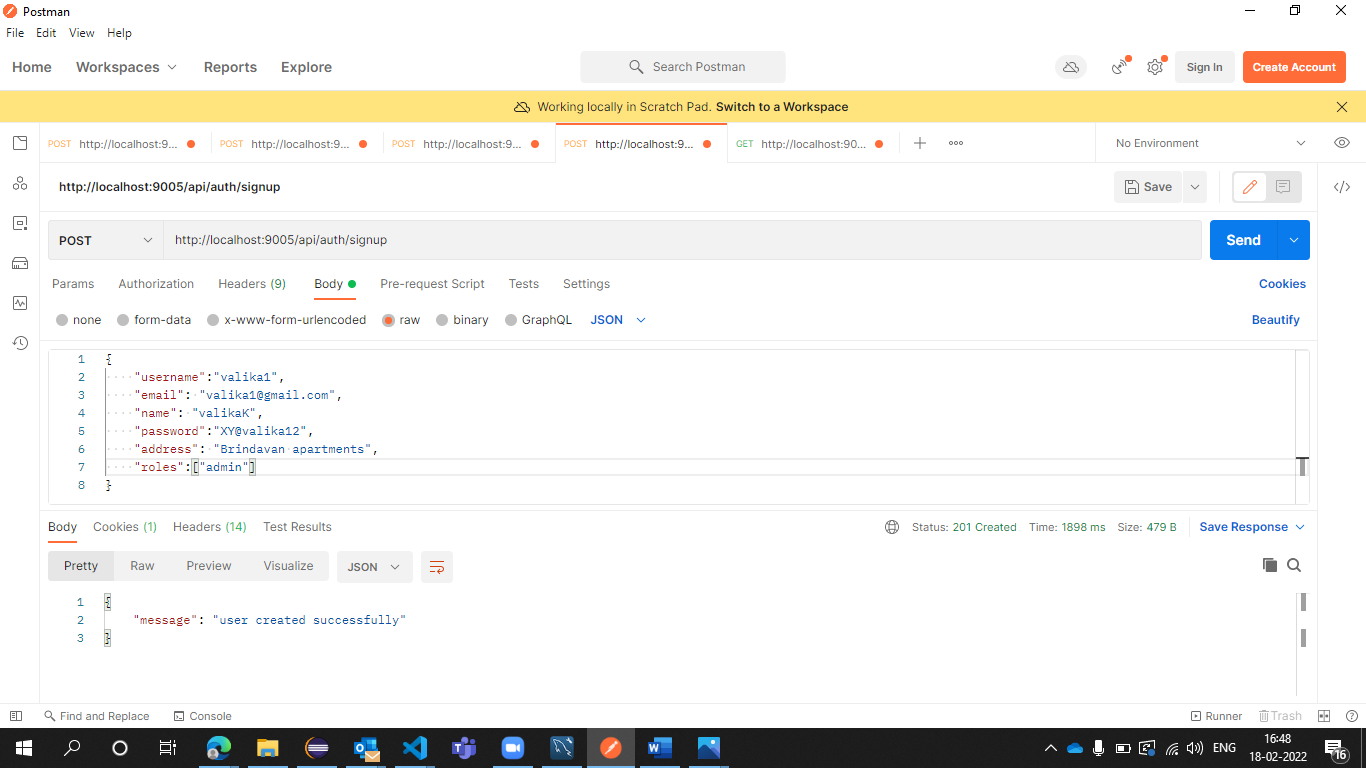 Postman
File Edit View Help
Home Workspaces Reports Explore Search Postman Sign In Create Account
Working locally in Scratch Pad. Switch to a Workspace
POST http://localhost:9... POST http://localhost:9... POST http://localhost:9... POST http://localhost:9... GET http://localhost:90... No Environment
http://localhost:9005/api/auth/signup Save
POST http://localhost:9005/api/auth/signup Send
Params Authorization Headers (9) Body Pre-request Script Tests Settings Cookies
none form-data x-www-form-urlencoded raw binary GraphQL JSON Beautify
1 {
2 ····"username":"valika1",
3 ····"email":·"valika1@gmail.com",
4 ····"name":·"valikaK",
5 ····"password":"XY@valika12",
6 ····"address":·"Brindavan·apartments",
7 ····"roles":["admin"]
8 }
Body Cookies (1) Headers (14) Test Results Status: 201 Created Time: 1898 ms Size: 479 B Save Response
Pretty Raw Preview Visualize JSON
1 {
2 "message": "user created successfully"
3 }
Find and Replace Console Runner Trash
ENG 16:48
18-02-2022 16